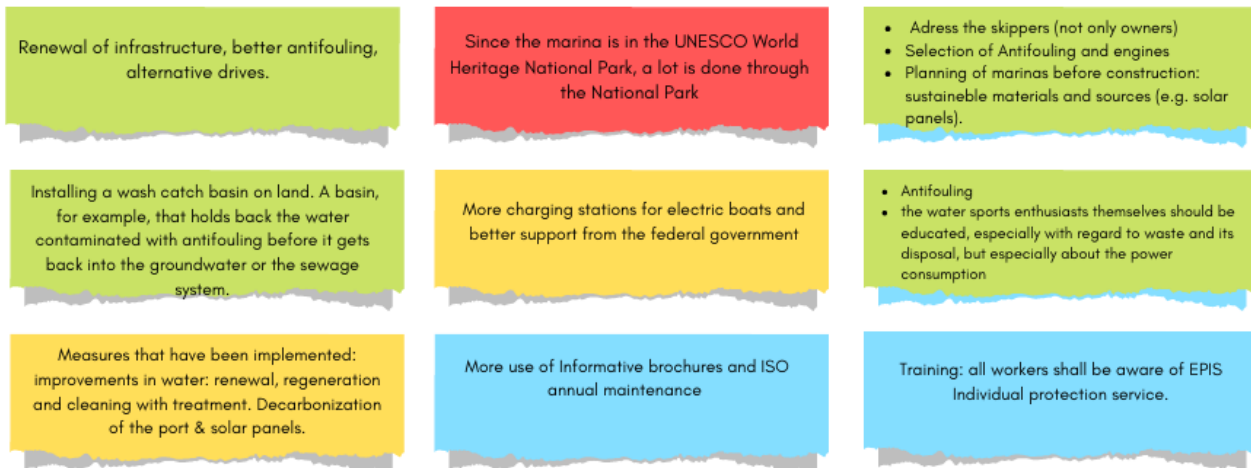 Renewal of infrastructure, better antifouling,
alternative drives.
Since the marina is in the UNESCO World
Heritage National Park, a lot is done through
the National Park
• Adress the skippers (not only owners)
• Selection of Antifouling and engines
• Planning of marinas before construction:
sustaineble materials and sources (e.g. solar
panels).
Installing a wash catch basin on land. A basin,
for example, that holds back the water
contaminated with antifouling before it gets
back into the groundwater or the sewage
system.
More charging stations for electric boats and
better support from the federal government
• Antifouling
• the water sports enthusiasts themselves should be
educated, especially with regard to waste and its
disposal, but especially about the power
consumption
Measures that have been implemented:
improvements in water: renewal, regeneration
and cleaning with treatment. Decarbonization
of the port & solar panels.
More use of Informative brochures and ISO
annual maintenance
Training: all workers shall be aware of EPIS
Individual protection service.